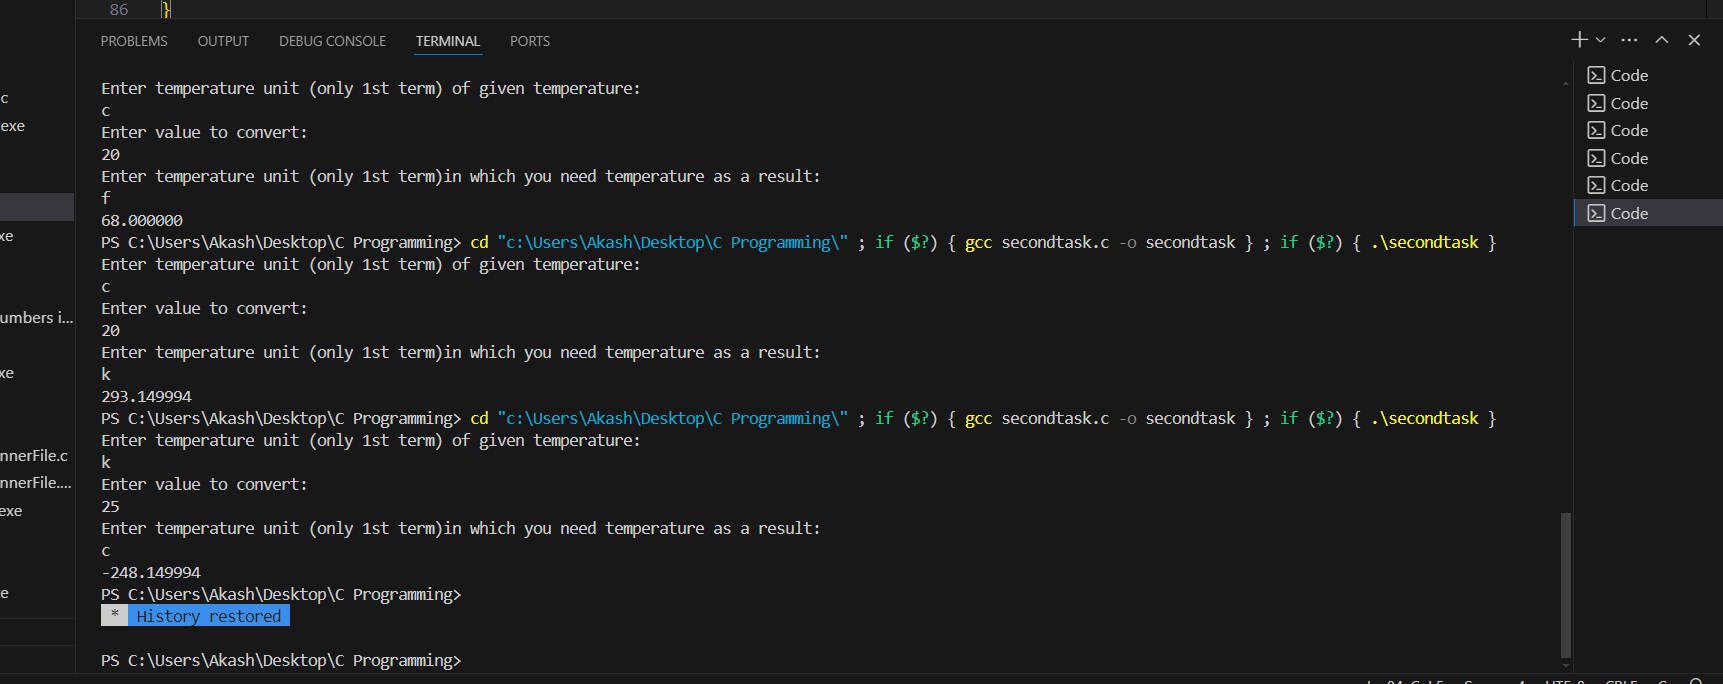 86 }
PROBLEMS OUTPUT DEBUG CONSOLE TERMINAL PORTS
Enter temperature unit (only 1st term) of given temperature:
c
Enter value to convert:
20
Enter temperature unit (only 1st term)in which you need temperature as a result:
f
68.000000
PS C:\Users\Akash\Desktop\C Programming> cd "c:\Users\Akash\Desktop\C Programming\" ; if ($?) { gcc secondtask.c -o secondtask } ; if ($?) { .\secondtask }
Enter temperature unit (only 1st term) of given temperature:
c
Enter value to convert:
20
Enter temperature unit (only 1st term)in which you need temperature as a result:
k
293.149994
PS C:\Users\Akash\Desktop\C Programming> cd "c:\Users\Akash\Desktop\C Programming\" ; if ($?) { gcc secondtask.c -o secondtask } ; if ($?) { .\secondtask }
Enter temperature unit (only 1st term) of given temperature:
k
Enter value to convert:
25
Enter temperature unit (only 1st term)in which you need temperature as a result:
c
-248.149994
PS C:\Users\Akash\Desktop\C Programming>
* History restored
PS C:\Users\Akash\Desktop\C Programming>
Code
Code
Code
Code
Code
Code
c
exe
xe
umbers i...
xe
nnerFile.c
nnerFile....
exe
e